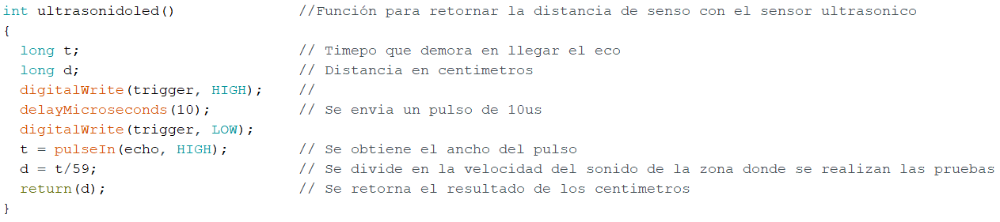 int ultrasonidoled() //Función para retornar la distancia de senso con el sensor ultrasonico
{
long t; // Timepo que demora en llegar el eco
long d; // Distancia en centimetros
digitalWrite(trigger, HIGH); //
delayMicroseconds(10); // Se envia un pulso de 10us
digitalWrite(trigger, LOW);
t = pulseIn(echo, HIGH); // Se obtiene el ancho del pulso
d = t/59; // Se divide en la velocidad del sonido de la zona donde se realizan las pruebas
return(d); // Se retorna el resultado de los centimetros
}